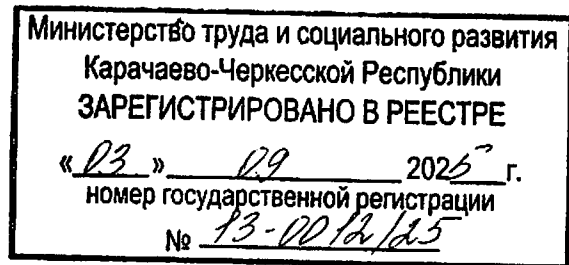 Министерство труда и социального развития
Карачаево-Черкесской Республики
ЗАРЕГИСТРИРОВАНО В РЕЕСТРЕ
« 03 » 09 2025 г.
номер государственной регистрации
№ 13-0012/25